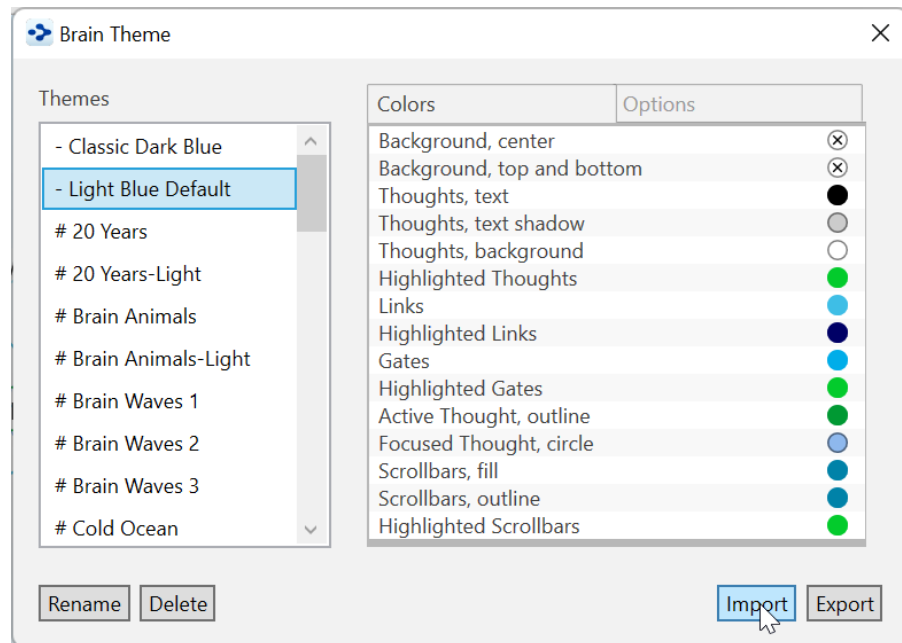 Brain Theme
Themes
- Classic Dark Blue
- Light Blue Default
# 20 Years
# 20 Years-Light
# Brain Animals
# Brain Animals-Light
# Brain Waves 1
# Brain Waves 2
# Brain Waves 3
# Cold Ocean
Rename Delete
Colors Options
Background, center
Background, top and bottom
Thoughts, text
Thoughts, text shadow
Thoughts, background
Highlighted Thoughts
Links
Highlighted Links
Gates
Highlighted Gates
Active Thought, outline
Focused Thought, circle
Scrollbars, fill
Scrollbars, outline
Highlighted Scrollbars
Import Export